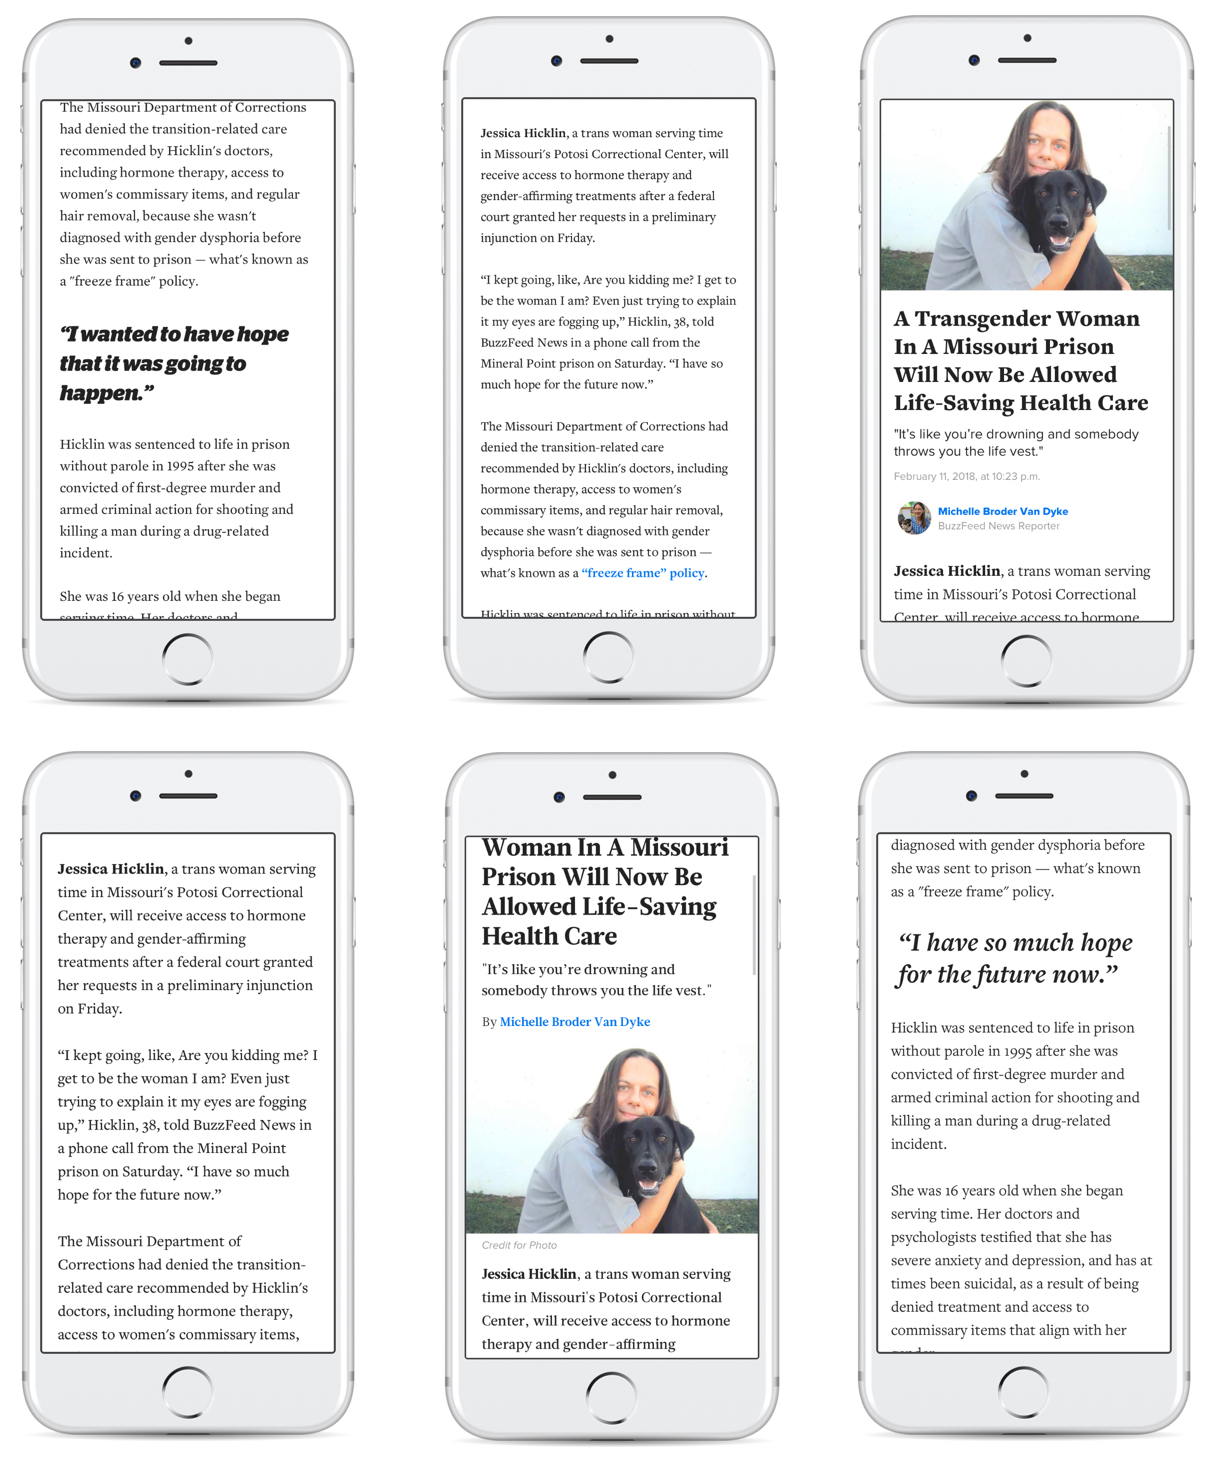 The Missouri Department of Corrections
had denied the transition-related care
recommended by Hicklin's doctors,
including hormone therapy, access to
women's commissary items, and regular
hair removal, because she wasn't
diagnosed with gender dysphoria before
she was sent to prison — what's known as
a "freeze frame" policy.
“I wanted to have hope
that it was going to
happen.”
Hicklin was sentenced to life in prison
without parole in 1995 after she was
convicted of first-degree murder and
armed criminal action for shooting and
killing a man during a drug-related
incident.
She was 16 years old when she began
serving time. Her doctors and
Jessica Hicklin, a trans woman serving time
in Missouri's Potosi Correctional Center, will
receive access to hormone therapy and
gender-affirming treatments after a federal
court granted her requests in a preliminary
injunction on Friday.
“I kept going, like, Are you kidding me? I get to
be the woman I am? Even just trying to explain
it my eyes are fogging up,” Hicklin, 38, told
BuzzFeed News in a phone call from the
Mineral Point prison on Saturday. “I have so
much hope for the future now.”
The Missouri Department of Corrections had
denied the transition-related care
recommended by Hicklin's doctors, including
hormone therapy, access to women's
commissary items, and regular hair removal,
because she wasn't diagnosed with gender
dysphoria before she was sent to prison —
what's known as a “freeze frame” policy.
Hicklin was sentenced to life in prison without
A Transgender Woman
In A Missouri Prison
Will Now Be Allowed
Life-Saving Health Care
"It's like you're drowning and somebody
throws you the life vest."
February 11, 2018, at 10:23 p.m.
Michelle Broder Van Dyke
BuzzFeed News Reporter
Jessica Hicklin, a trans woman serving
time in Missouri's Potosi Correctional
Center, will receive access to hormone
Jessica Hicklin, a trans woman serving
time in Missouri's Potosi Correctional
Center, will receive access to hormone
therapy and gender-affirming
treatments after a federal court granted
her requests in a preliminary injunction
on Friday.
“I kept going, like, Are you kidding me? I
get to be the woman I am? Even just
trying to explain it my eyes are fogging
up,” Hicklin, 38, told BuzzFeed News in
a phone call from the Mineral Point
prison on Saturday. “I have so much
hope for the future now.”
The Missouri Department of
Corrections had denied the transition-
related care recommended by Hicklin's
doctors, including hormone therapy,
access to women's commissary items,
Woman In A Missouri
Prison Will Now Be
Allowed Life-Saving
Health Care
"It's like you're drowning and
somebody throws you the life vest."
By Michelle Broder Van Dyke
Credit for Photo
Jessica Hicklin, a trans woman serving
time in Missouri's Potosi Correctional
Center, will receive access to hormone
therapy and gender-affirming
diagnosed with gender dysphoria before
she was sent to prison — what's known
as a "freeze frame" policy.
“I have so much hope
for the future now.”
Hicklin was sentenced to life in prison
without parole in 1995 after she was
convicted of first-degree murder and
armed criminal action for shooting and
killing a man during a drug-related
incident.
She was 16 years old when she began
serving time. Her doctors and
psychologists testified that she has
severe anxiety and depression, and has at
times been suicidal, as a result of being
denied treatment and access to
commissary items that align with her